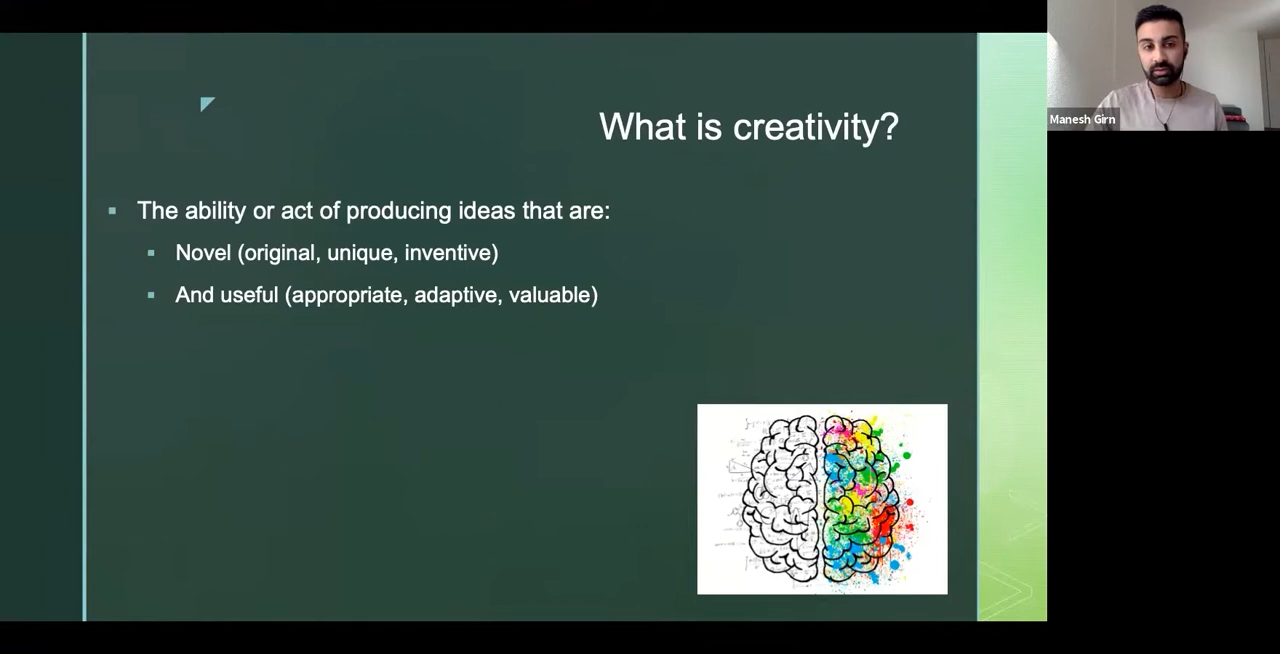 What is creativity?
The ability or act of producing ideas that are:
Novel (original, unique, inventive)
And useful (appropriate, adaptive, valuable)
Manesh Girn